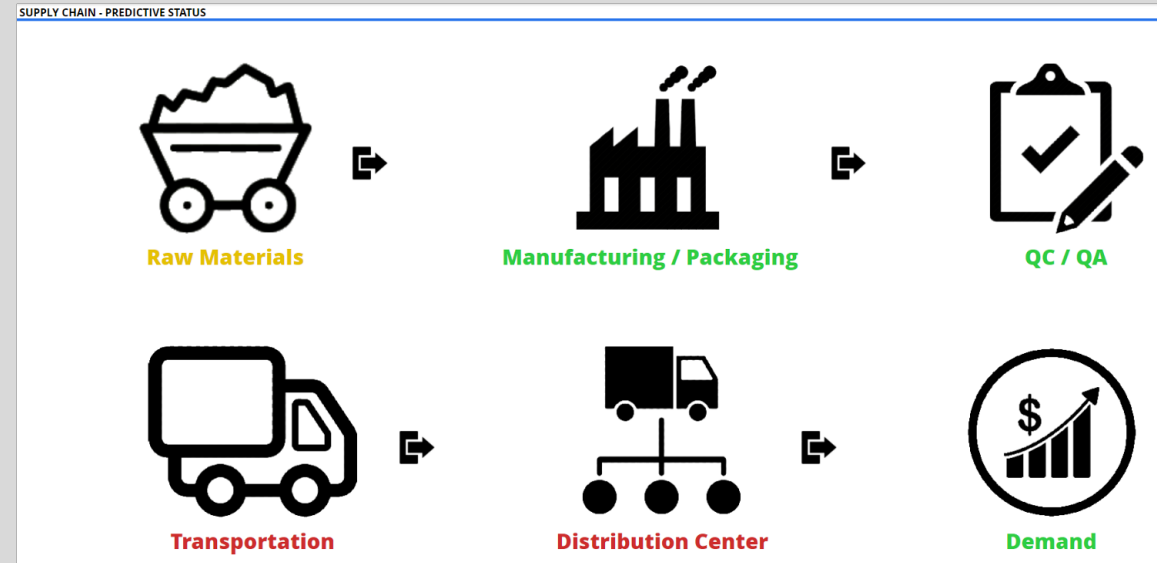 SUPPLY CHAIN - PREDICTIVE STATUS
Raw Materials
Manufacturing / Packaging
QC / QA
$
Transportation
Distribution Center
Demand